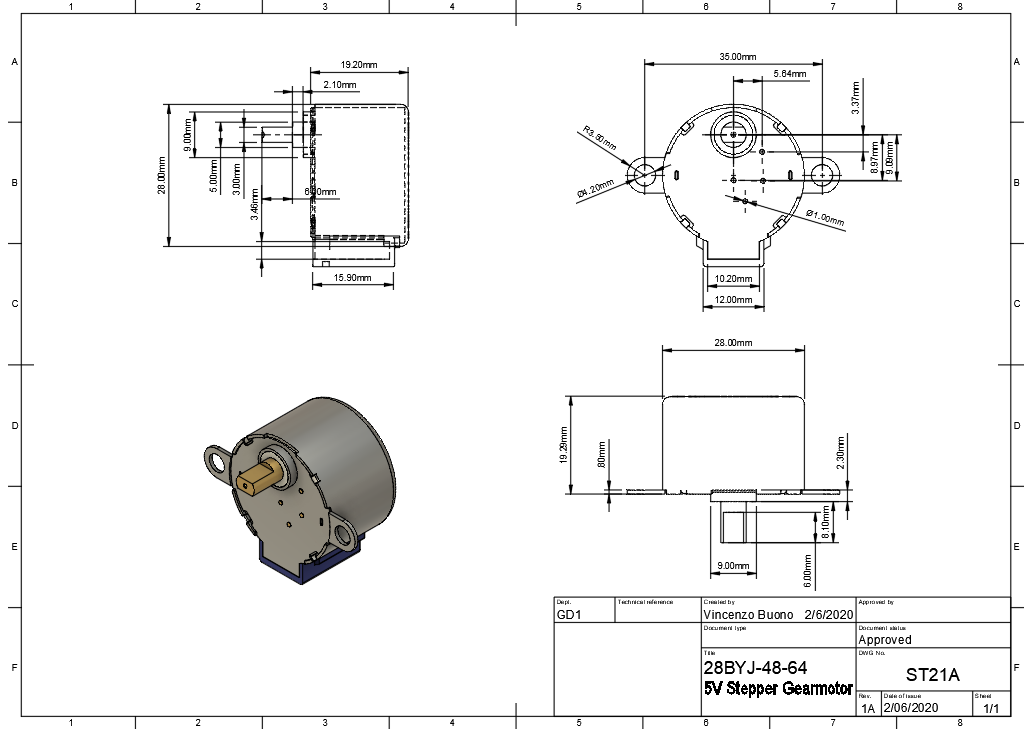 1 2 3 4 5 6 7 8
A A
B B
C C
D D
E E
F F
1 2 3 4 5 6 7 8
19.20mm
2.10mm
28.00mm
9.00mm
5.00mm
3.00mm
3.46mm
15.90mm
35.00mm
5.64mm
3.37mm
8.97mm
9.09mm
Ø4.20mm
Ø1.00mm
10.20mm
12.00mm
28.00mm
19.29mm
.80mm
2.30mm
8.10mm
6.00mm
9.00mm
Dept. Technical reference Created by Approved by
GD1 Vincenzo Buono 2/6/2020
Document type Document status
Approved
Title DWG No.
28BYJ-48-64
5V Stepper Gearmotor
ST21A
Rev. Date of issue Sheet
1A 2/06/2020 1/1